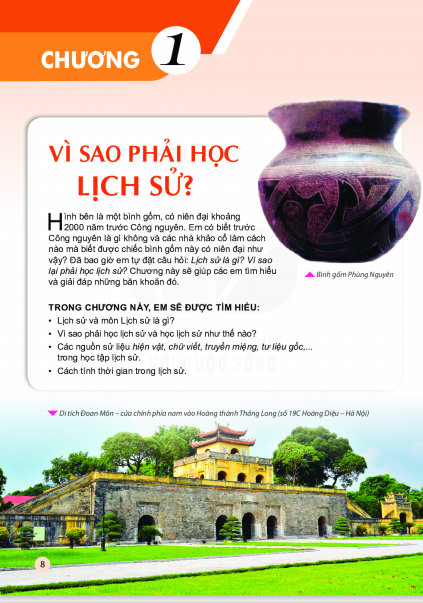 CHƯƠNG 1
VÌ SAO PHẢI HỌC
LỊCH SỬ?
Hình bên là một bình gốm, có niên đại khoảng
2000 năm trước Công nguyên. Em có biết trước
Công nguyên là gì không và các nhà khảo cổ làm cách
nào mà biết được chiếc bình gốm này có niên đại như
vậy? Đã bao giờ em tự đặt câu hỏi: Lịch sử là gì? Vì sao
lại phải học lịch sử? Chương này sẽ giúp các em tìm hiểu
và giải đáp những băn khoăn đó.
Bình gốm Phùng Nguyên
TRONG CHƯƠNG NÀY, EM SẼ ĐƯỢC TÌM HIỂU:
• Lịch sử và môn Lịch sử là gì?
• Vì sao phải học lịch sử và học lịch sử như thế nào?
• Các nguồn sử liệu hiện vật, chữ viết, truyền miệng, tư liệu gốc,...
trong học tập lịch sử.
• Cách tính thời gian trong lịch sử.
Di tích Đoan Môn – cửa chính phía nam vào Hoàng thành Thăng Long (số 19C Hoàng Diệu – Hà Nội)
8